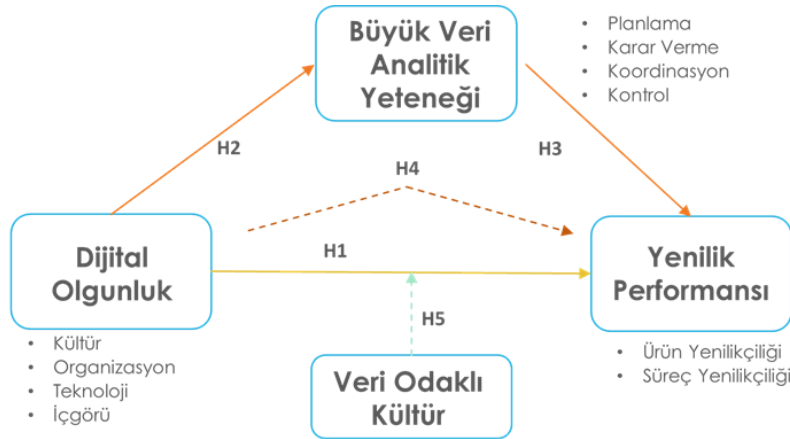 Büyük Veri
Analitik
Yeteneği
• Planlama
• Karar Verme
• Koordinasyon
• Kontrol
H2
H3
H4
Dijital
Olgunluk
H1
Yenilik
Performansı
• Kültür
• Organizasyon
• Teknoloji
• İçgörü
H5
Veri Odaklı
Kültür
• Ürün Yenilikçiliği
• Süreç Yenilikçiliği